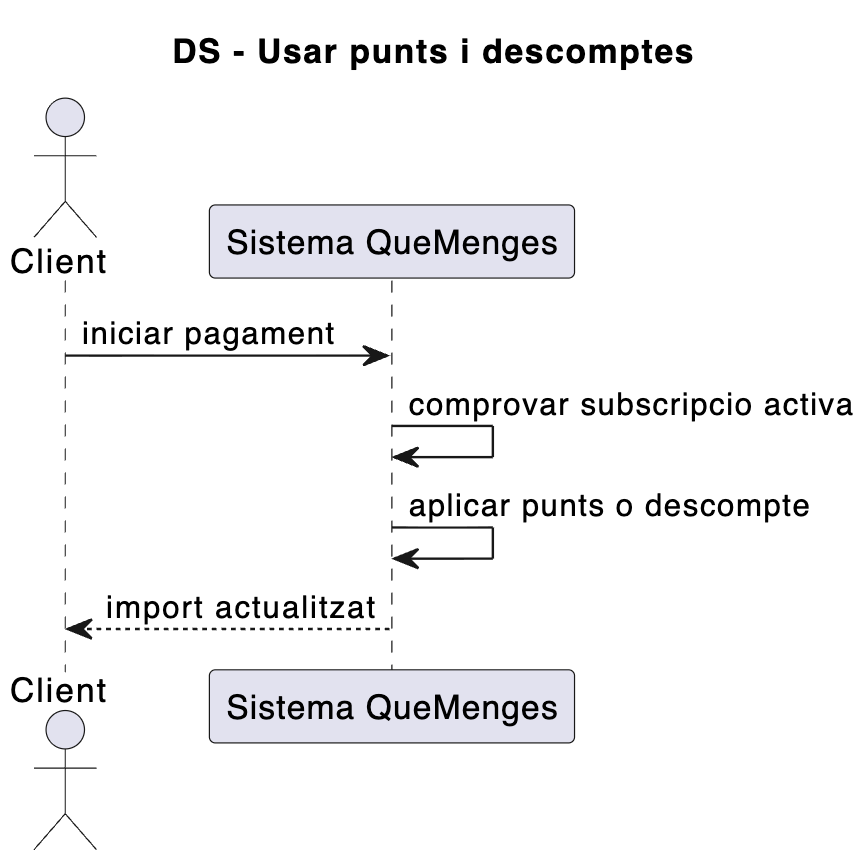 DS - Usar punts i descomptes
Client
Sistema QueMenges
iniciar pagament
comprovar subscripcio activa
aplicar punts o descompte
import actualitzat
Client
Sistema QueMenges